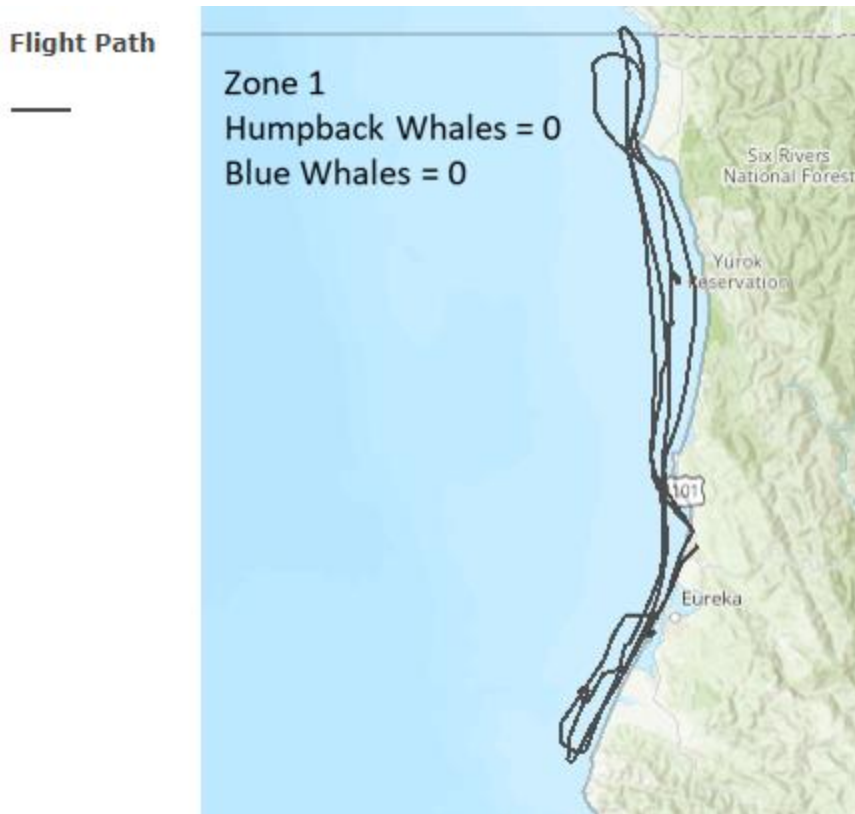 Flight Path
Zone 1
Humpback Whales = 0
Blue Whales = 0
Six Rivers
National Forest
Yurok
Reservation
101
Eureka